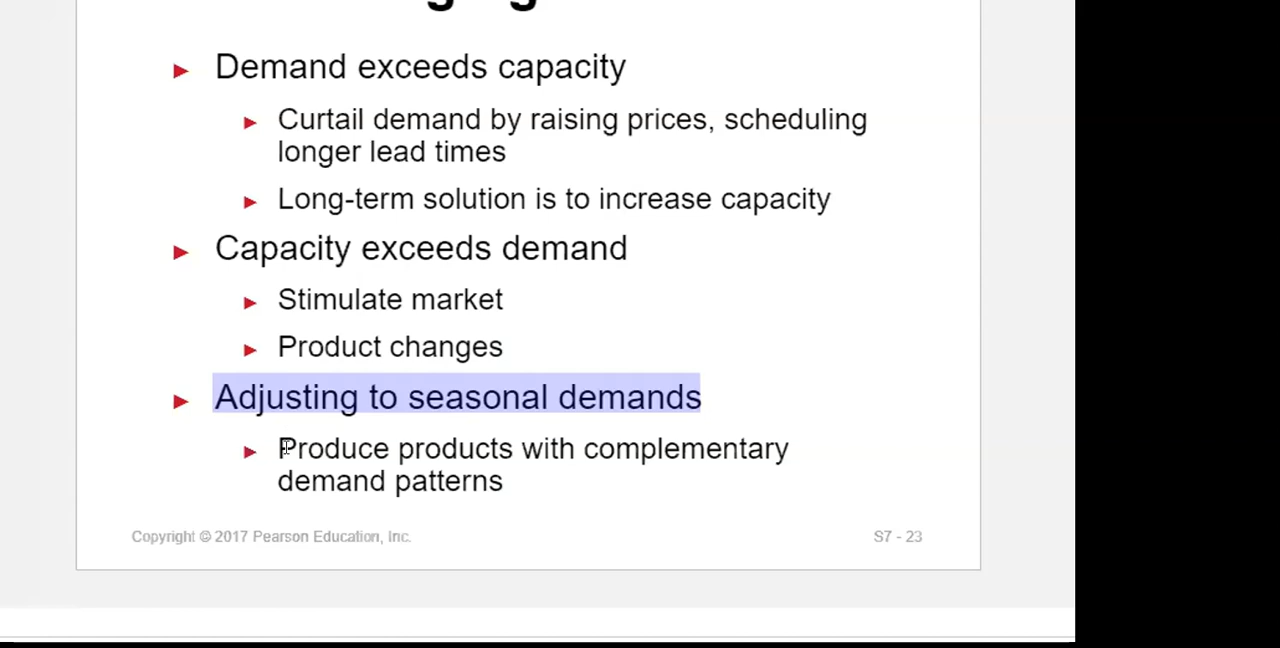 Demand exceeds capacity
Curtail demand by raising prices, scheduling
longer lead times
Long-term solution is to increase capacity
Capacity exceeds demand
Stimulate market
Product changes
Adjusting to seasonal demands
Produce products with complementary
demand patterns
Copyright © 2017 Pearson Education, Inc.
S7 - 23